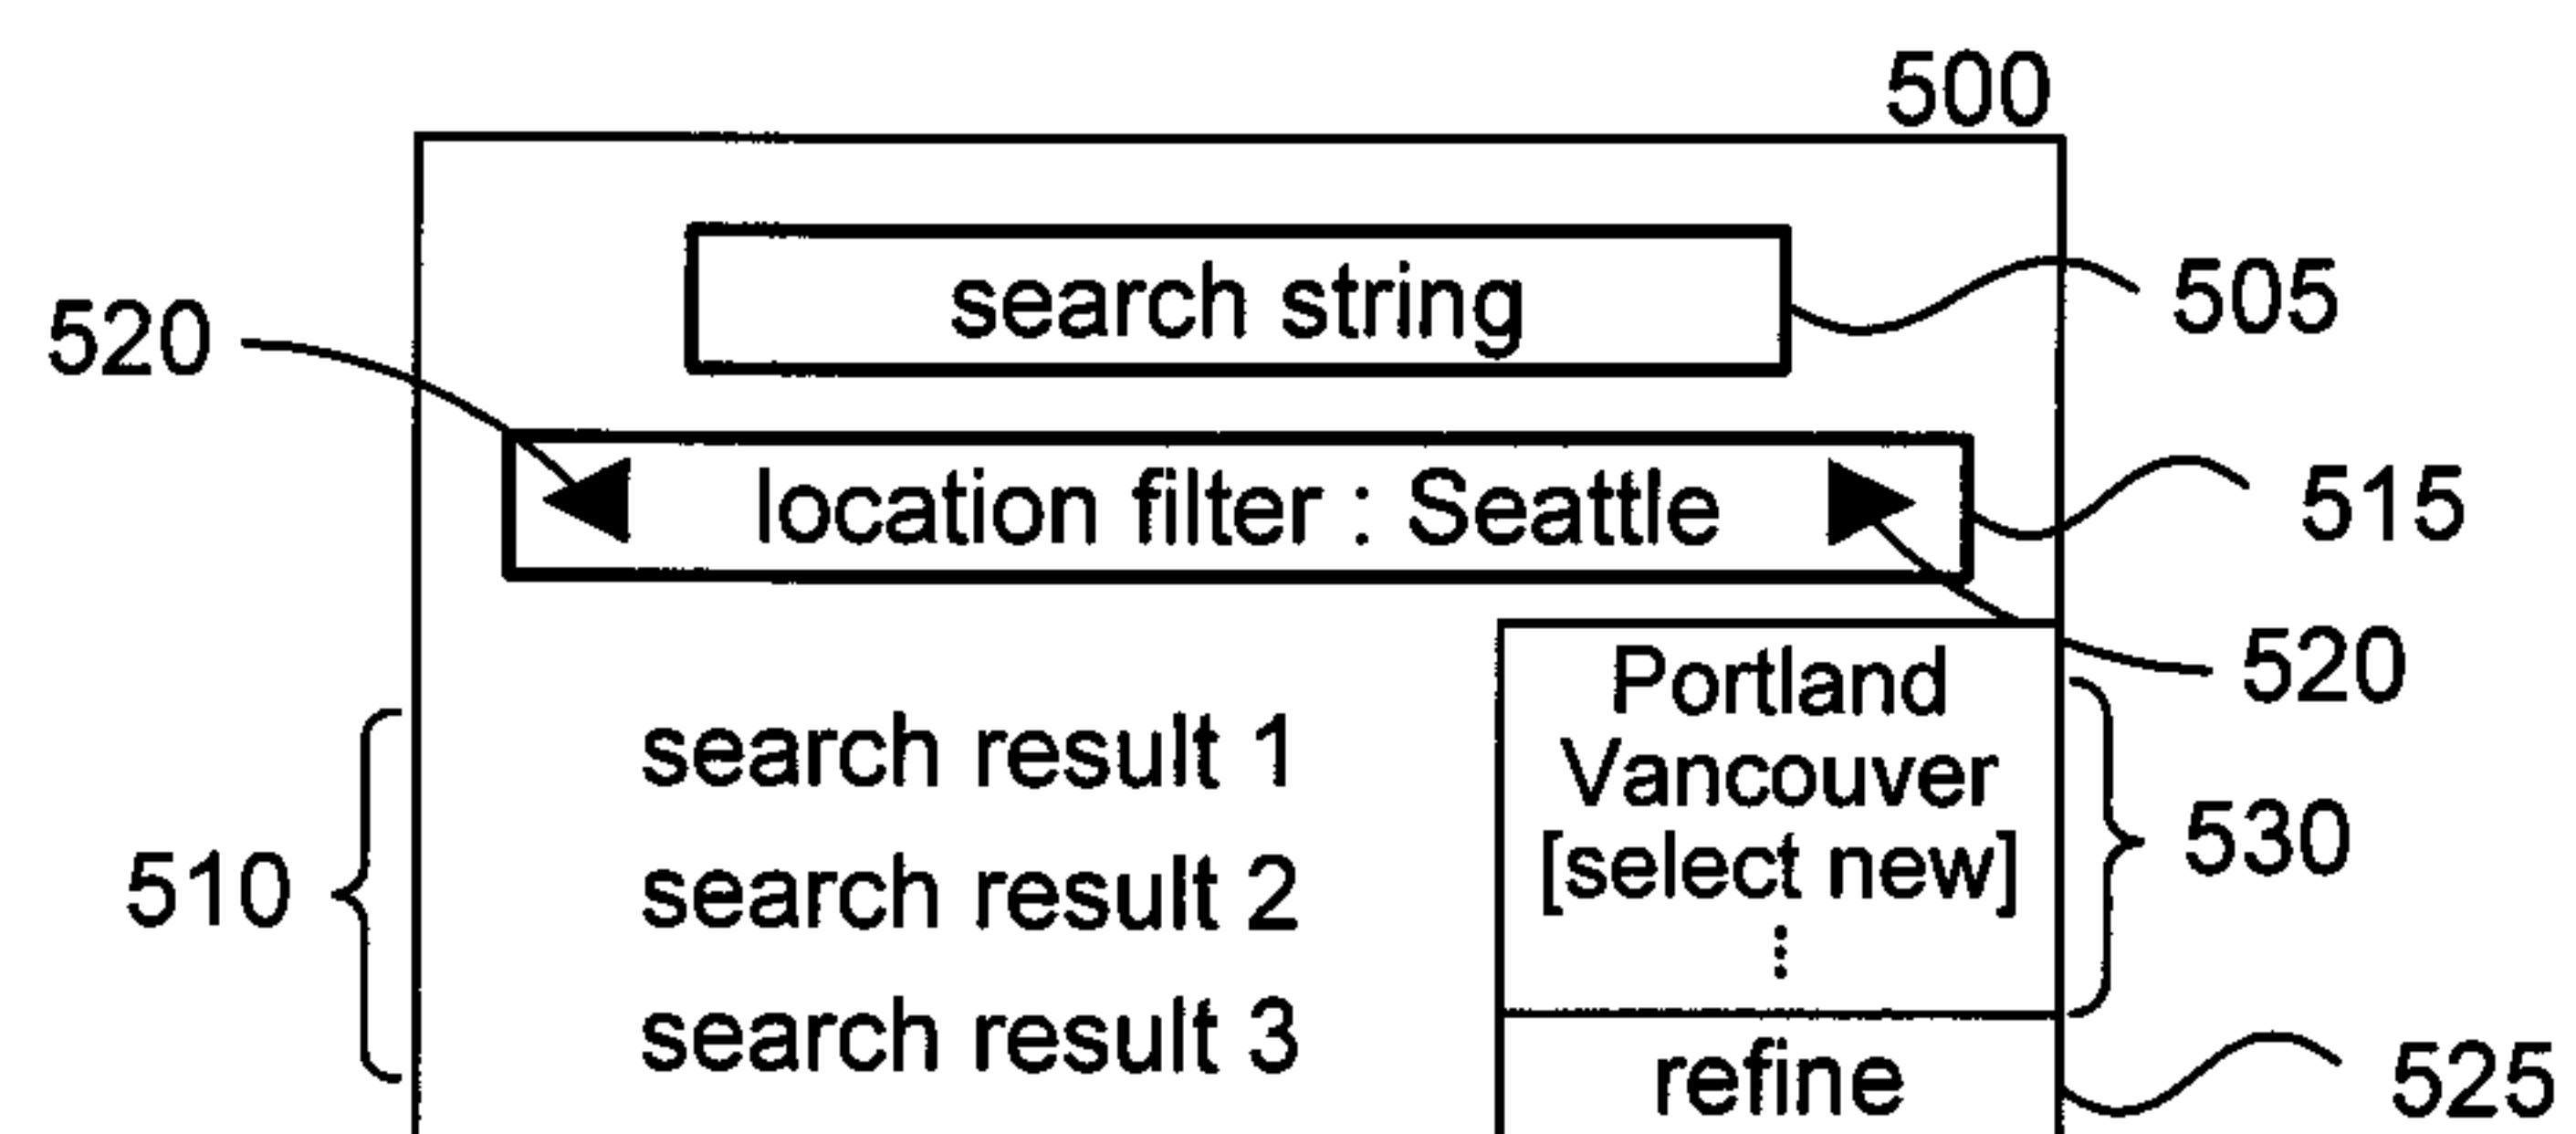 500
search string
505
520
location filter : Seattle
515
520
Portland
Vancouver
[select new]
⋮
530
search result 1
search result 2
search result 3
510
refine
525